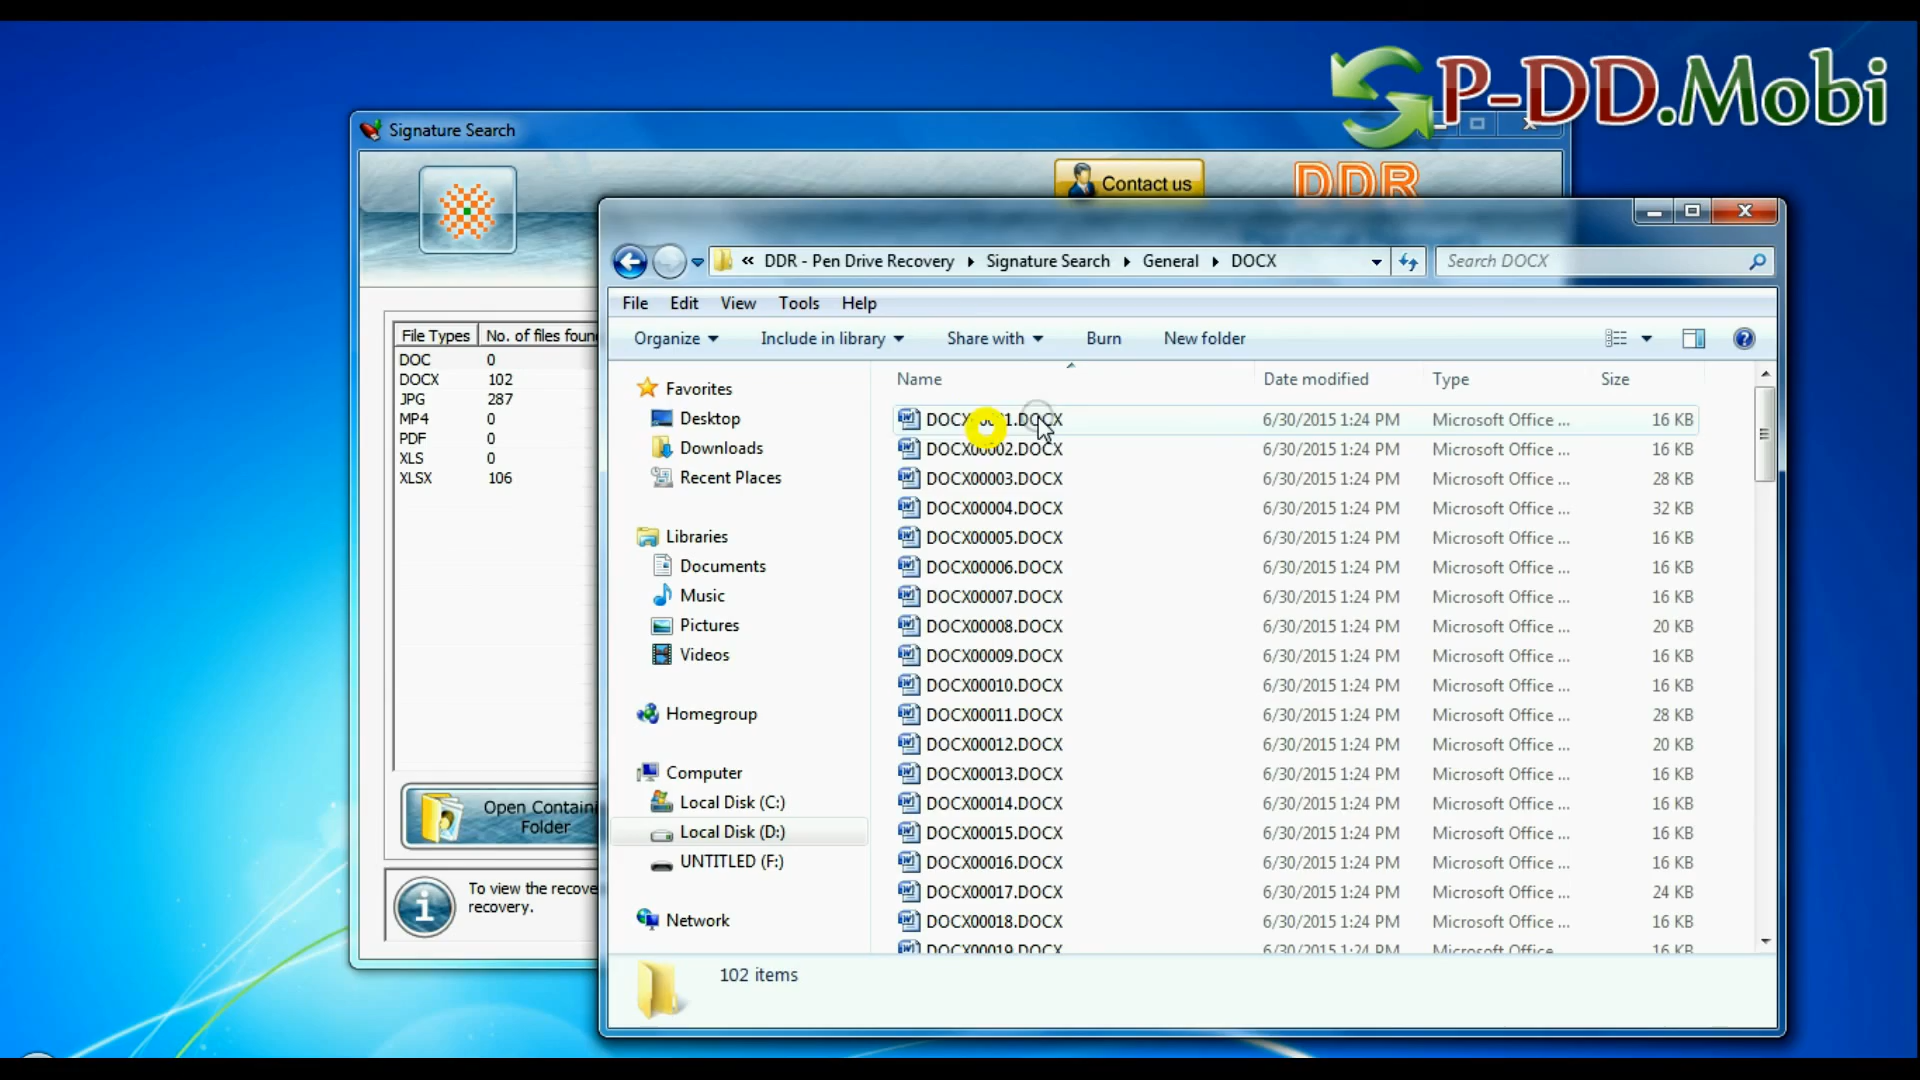 P-DD.Mobi
Signature Search
Contact us
DDR
« DDR - Pen Drive Recovery ▸ Signature Search ▸ General ▸ DOCX
Search DOCX
File Edit View Tools Help
Organize Include in library Share with Burn New folder
File Types No. of files foun
DOC 0
DOCX 102
JPG 287
MP4 0
PDF 0
XLS 0
XLSX 106
Open Containi
Folder
To view the recove
recovery.
Favorites
Desktop
Downloads
Recent Places
Libraries
Documents
Music
Pictures
Videos
Homegroup
Computer
Local Disk (C:)
Local Disk (D:)
UNTITLED (F:)
Network
Name Date modified Type Size
6/30/2015 1:24 PM Microsoft Office ... 16 KB
DOCX00002.DOCX 6/30/2015 1:24 PM Microsoft Office ... 16 KB
DOCX00003.DOCX 6/30/2015 1:24 PM Microsoft Office ... 28 KB
DOCX00004.DOCX 6/30/2015 1:24 PM Microsoft Office ... 32 KB
DOCX00005.DOCX 6/30/2015 1:24 PM Microsoft Office ... 16 KB
DOCX00006.DOCX 6/30/2015 1:24 PM Microsoft Office ... 16 KB
DOCX00007.DOCX 6/30/2015 1:24 PM Microsoft Office ... 16 KB
DOCX00008.DOCX 6/30/2015 1:24 PM Microsoft Office ... 20 KB
DOCX00009.DOCX 6/30/2015 1:24 PM Microsoft Office ... 16 KB
DOCX00010.DOCX 6/30/2015 1:24 PM Microsoft Office ... 16 KB
DOCX00011.DOCX 6/30/2015 1:24 PM Microsoft Office ... 28 KB
DOCX00012.DOCX 6/30/2015 1:24 PM Microsoft Office ... 20 KB
DOCX00013.DOCX 6/30/2015 1:24 PM Microsoft Office ... 16 KB
DOCX00014.DOCX 6/30/2015 1:24 PM Microsoft Office ... 16 KB
DOCX00015.DOCX 6/30/2015 1:24 PM Microsoft Office ... 16 KB
DOCX00016.DOCX 6/30/2015 1:24 PM Microsoft Office ... 16 KB
DOCX00017.DOCX 6/30/2015 1:24 PM Microsoft Office ... 24 KB
DOCX00018.DOCX 6/30/2015 1:24 PM Microsoft Office ... 16 KB
DOCX00019.DOCX 6/30/2015 1:24 PM Microsoft Office ... 16 KB
102 items